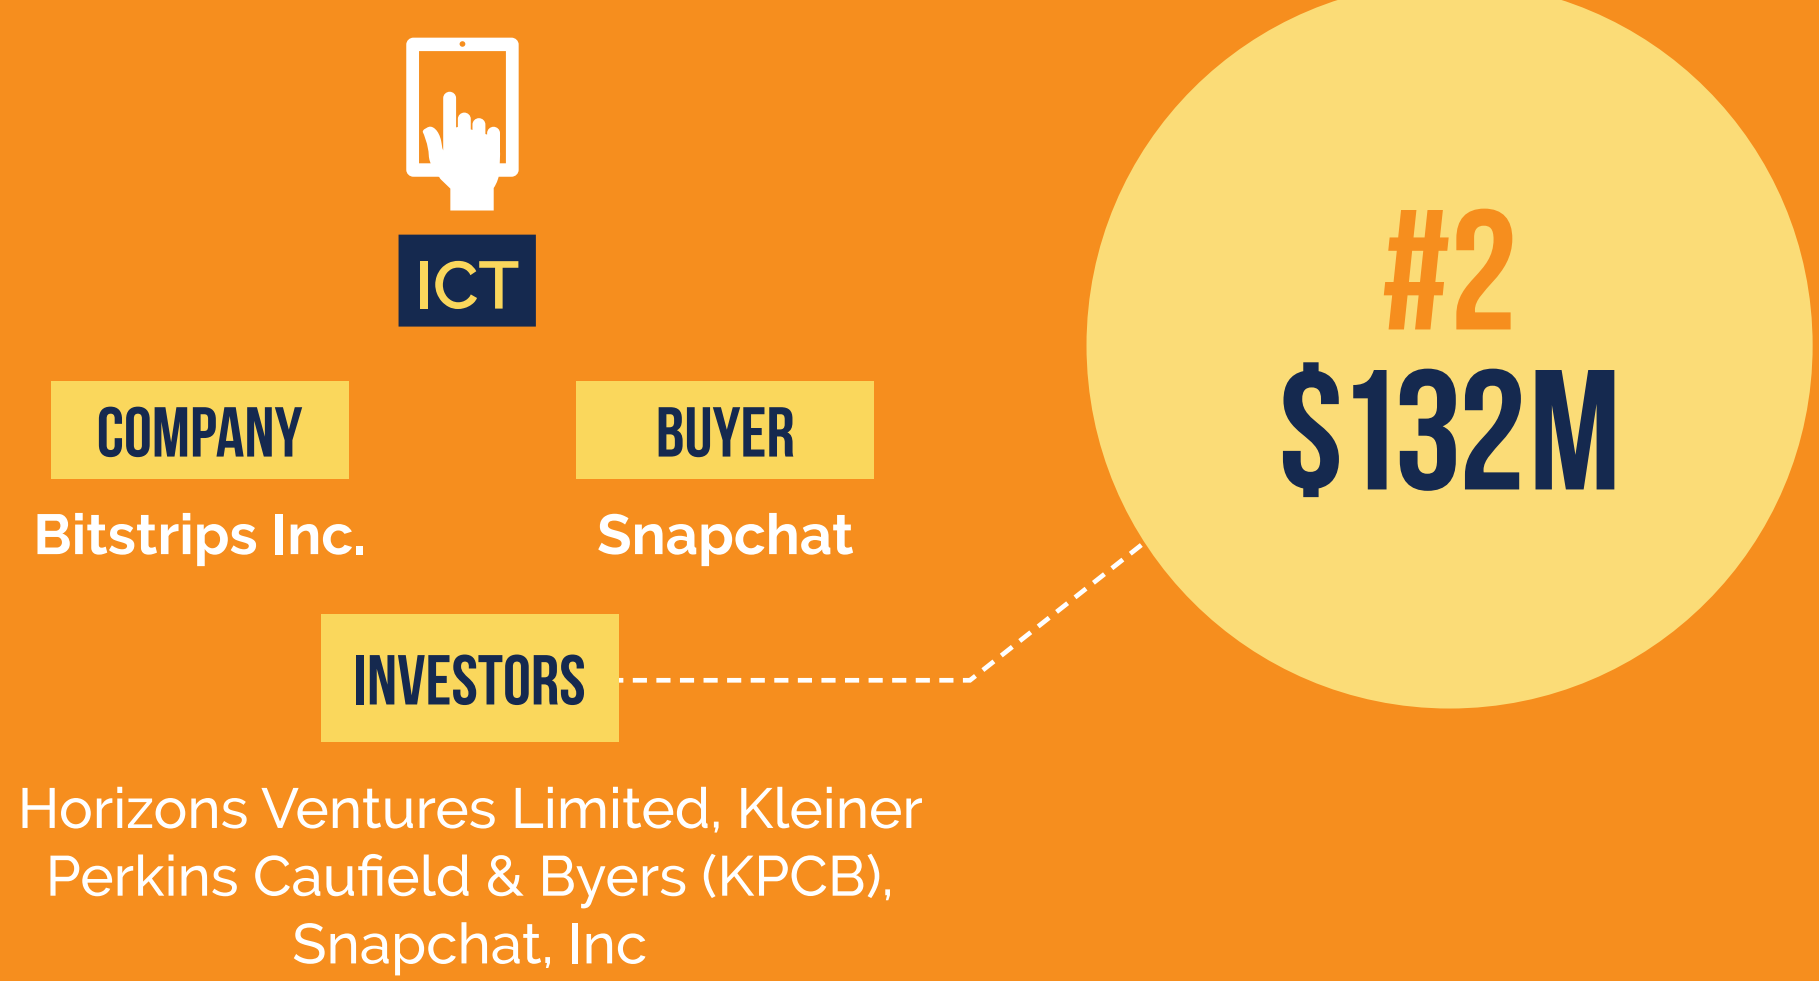 ICT
COMPANY
Bitstrips Inc.
BUYER
Snapchat
#2
$132M
INVESTORS
Horizons Ventures Limited, Kleiner
Perkins Caufield & Byers (KPCB),
Snapchat, Inc